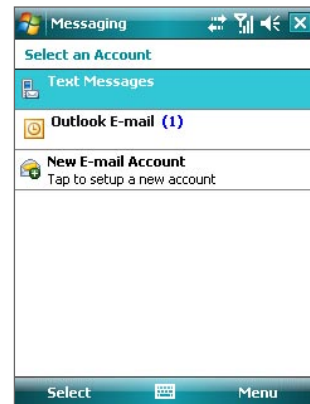 Messaging
Select an Account
Text Messages
Outlook E-mail (1)
New E-mail Account
Tap to setup a new account
Select Menu